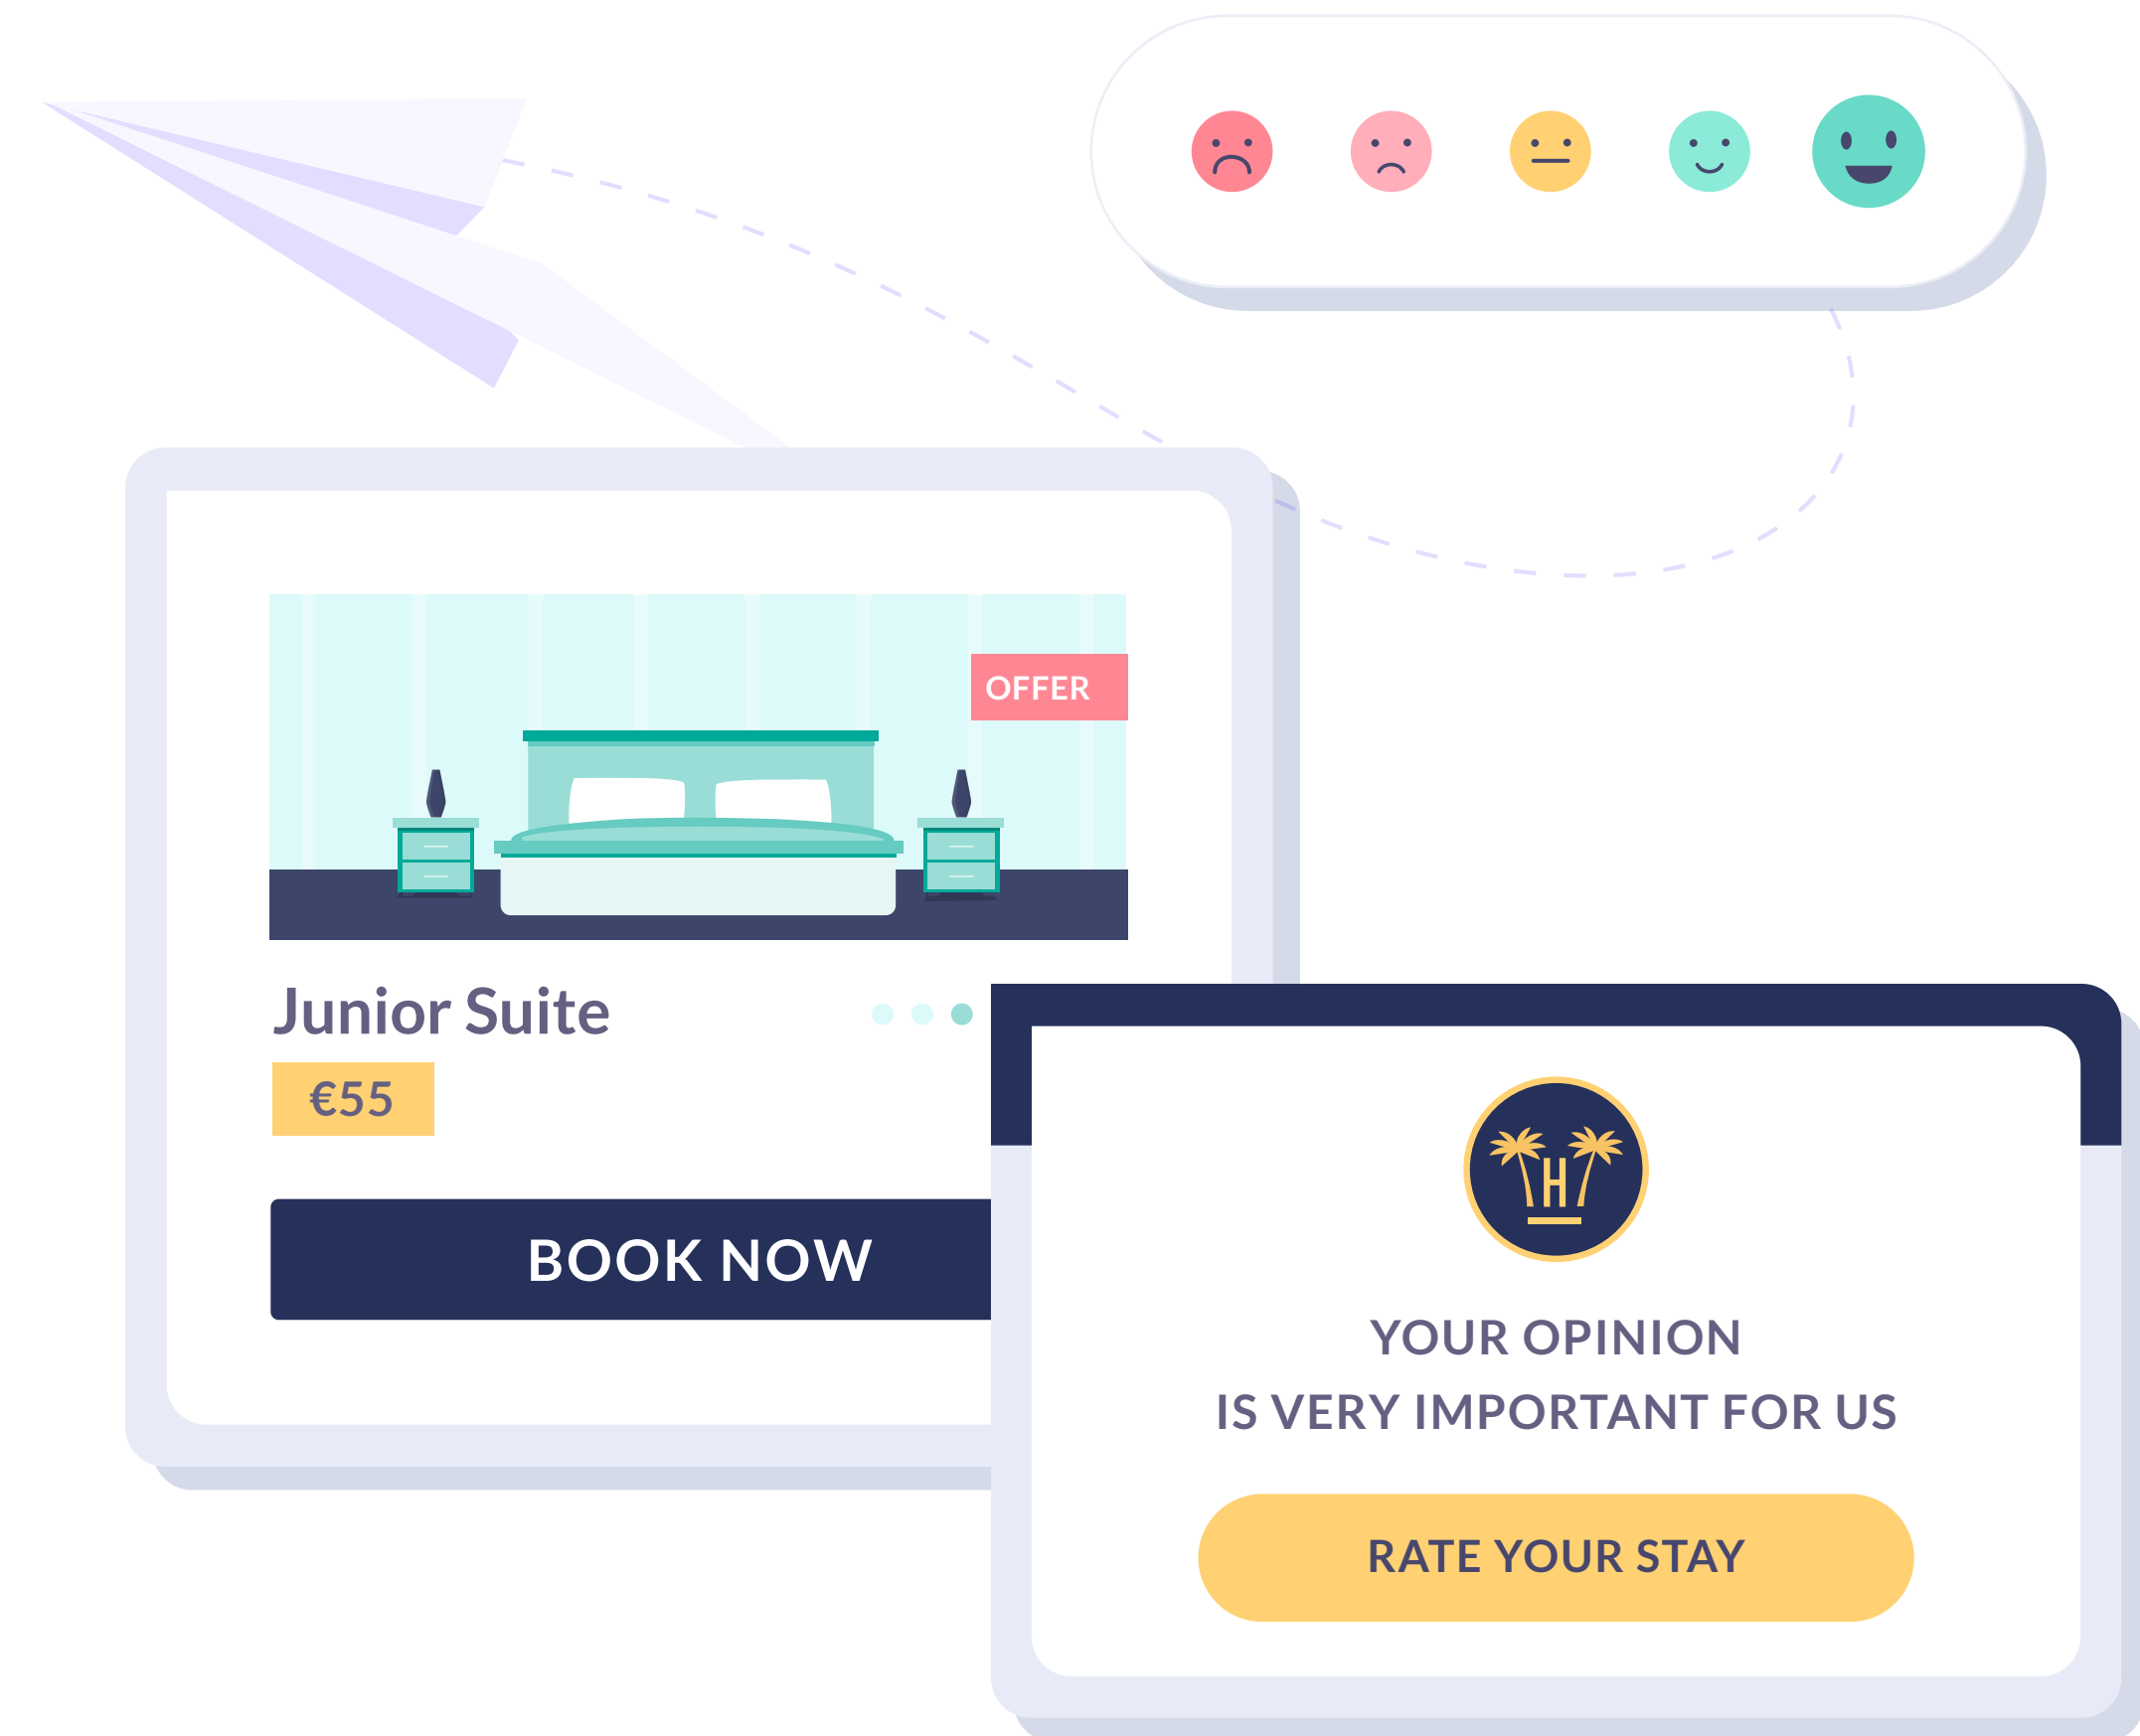 OFFER
Junior Suite
€55
BOOK NOW
H
YOUR OPINION
IS VERY IMPORTANT FOR US
RATE YOUR STAY